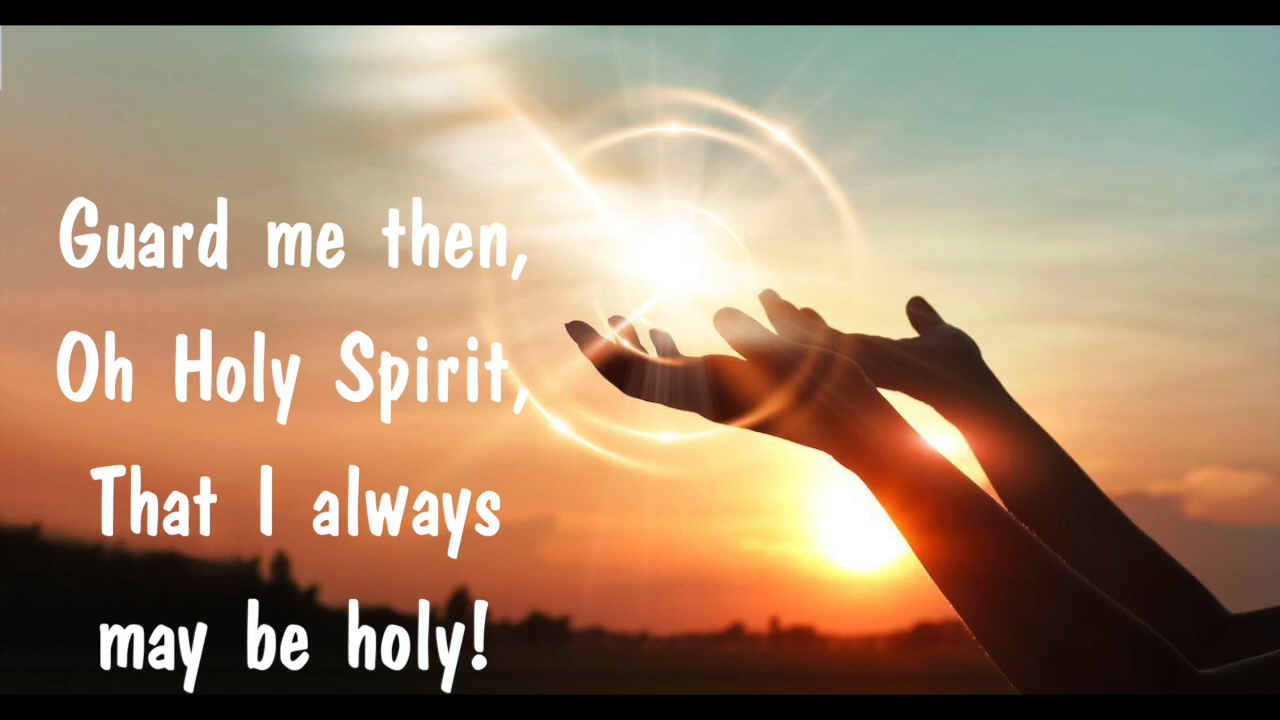 Guard me then,
Oh Holy Spirit,
That I always
may be holy!